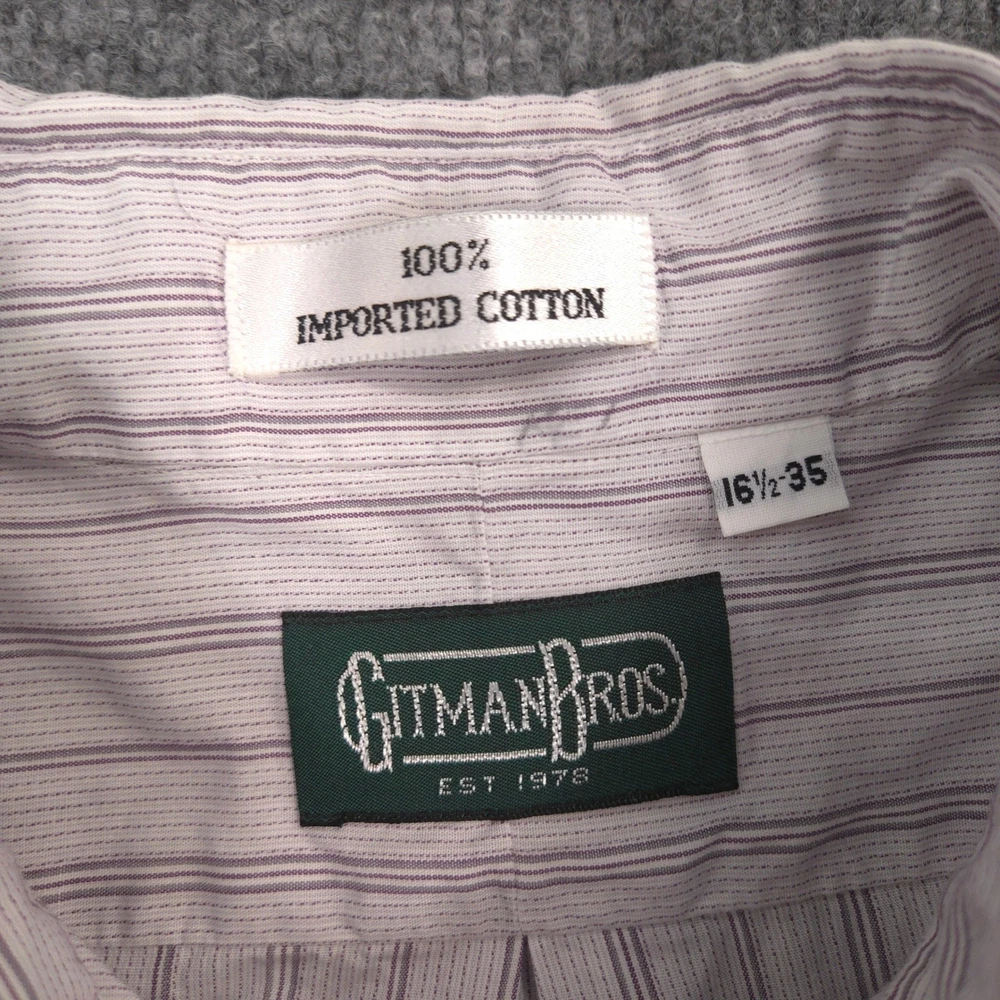 100%
IMPORTED COTTON
16½-35
GITMAN BROS.
EST 1978